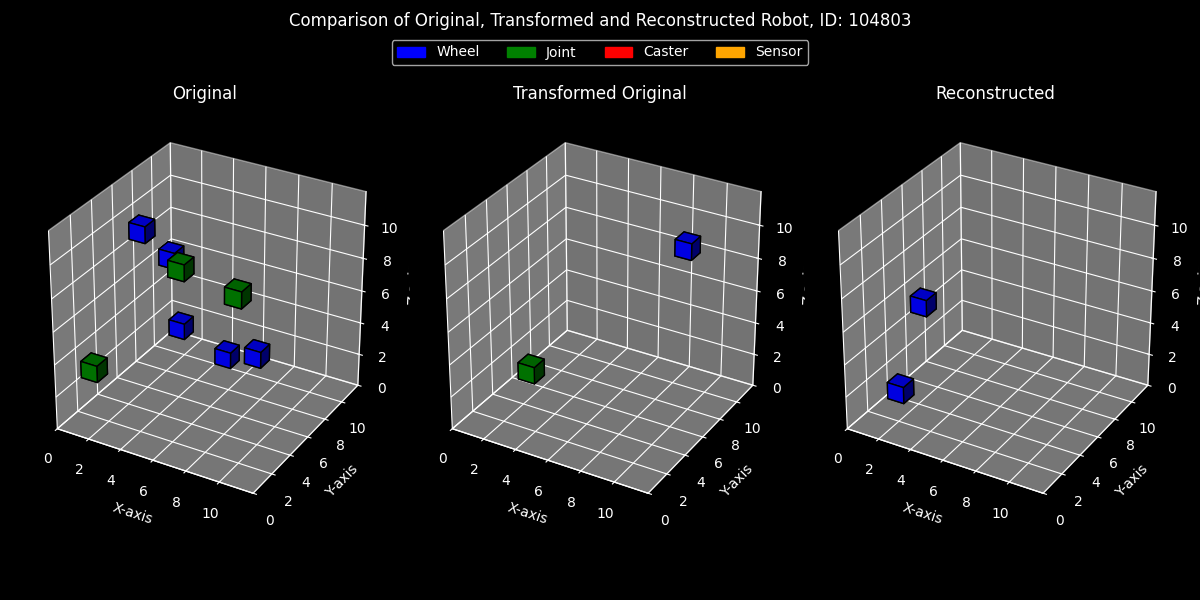 Comparison of Original, Transformed and Reconstructed Robot, ID: 104803
Wheel Joint Caster Sensor
Original Transformed Original Reconstructed
10 10 10
8 8 8
6 6 6
4 4 4
2 2 2
0 0 0
10 10 10
0 2 4 6 8 10 0 2 4 6 8 10 0 2 4 6 8 10
8 8 8
6 6 6
4 4 4
2 2 2
0 0 0
X-axis Y-axis X-axis Y-axis X-axis Y-axis